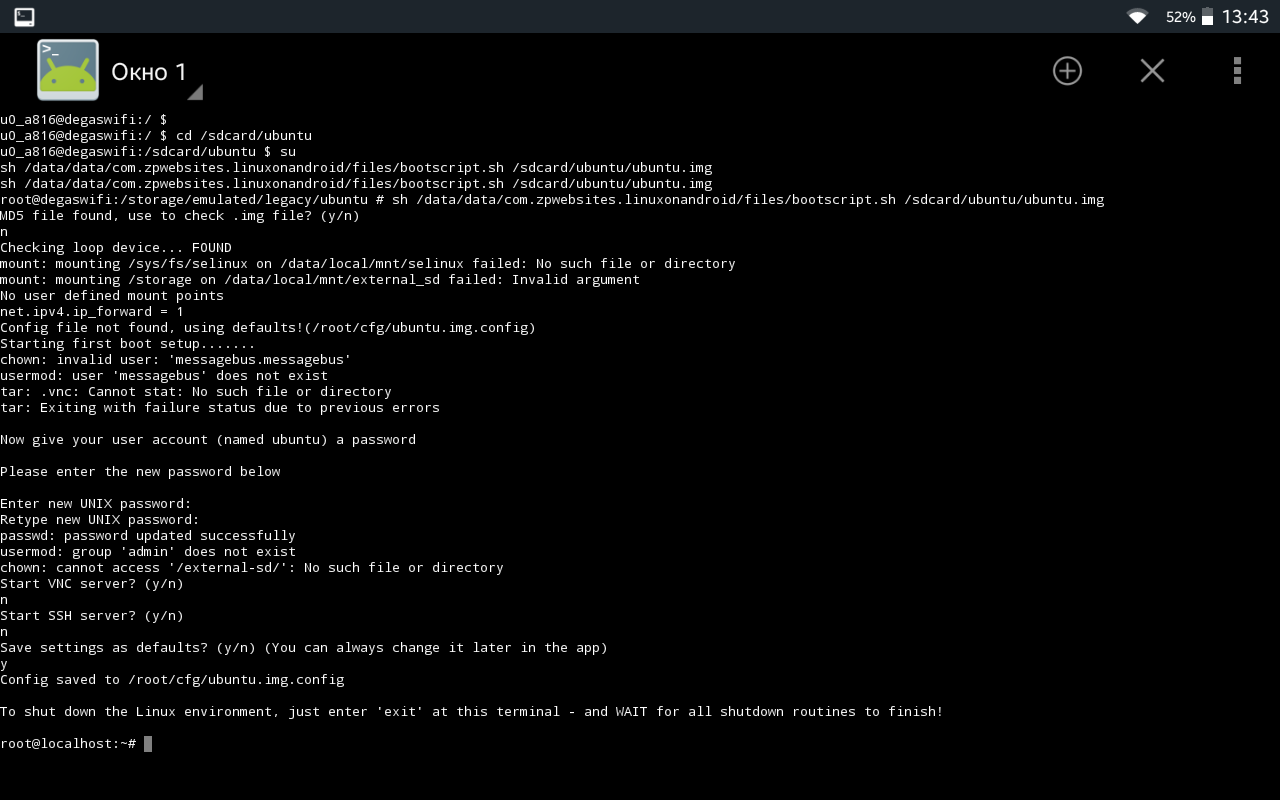 52% 13:43
>_
Окно 1
u0_a816@degaswifi:/ $
u0_a816@degaswifi:/ $ cd /sdcard/ubuntu
u0_a816@degaswifi:/sdcard/ubuntu $ su
sh /data/data/com.zpwebsites.linuxonandroid/files/bootscript.sh /sdcard/ubuntu/ubuntu.img
sh /data/data/com.zpwebsites.linuxonandroid/files/bootscript.sh /sdcard/ubuntu/ubuntu.img
root@degaswifi:/storage/emulated/legacy/ubuntu # sh /data/data/com.zpwebsites.linuxonandroid/files/bootscript.sh /sdcard/ubuntu/ubuntu.img
MD5 file found, use to check .img file? (y/n)
n
Checking loop device... FOUND
mount: mounting /sys/fs/selinux on /data/local/mnt/selinux failed: No such file or directory
mount: mounting /storage on /data/local/mnt/external_sd failed: Invalid argument
No user defined mount points
net.ipv4.ip_forward = 1
Config file not found, using defaults!(/root/cfg/ubuntu.img.config)
Starting first boot setup.......
chown: invalid user: 'messagebus.messagebus'
usermod: user 'messagebus' does not exist
tar: .vnc: Cannot stat: No such file or directory
tar: Exiting with failure status due to previous errors
Now give your user account (named ubuntu) a password
Please enter the new password below
Enter new UNIX password:
Retype new UNIX password:
passwd: password updated successfully
usermod: group 'admin' does not exist
chown: cannot access '/external-sd/': No such file or directory
Start VNC server? (y/n)
n
Start SSH server? (y/n)
n
Save settings as defaults? (y/n) (You can always change it later in the app)
y
Config saved to /root/cfg/ubuntu.img.config
To shut down the Linux environment, just enter 'exit' at this terminal - and WAIT for all shutdown routines to finish!
root@localhost:~#